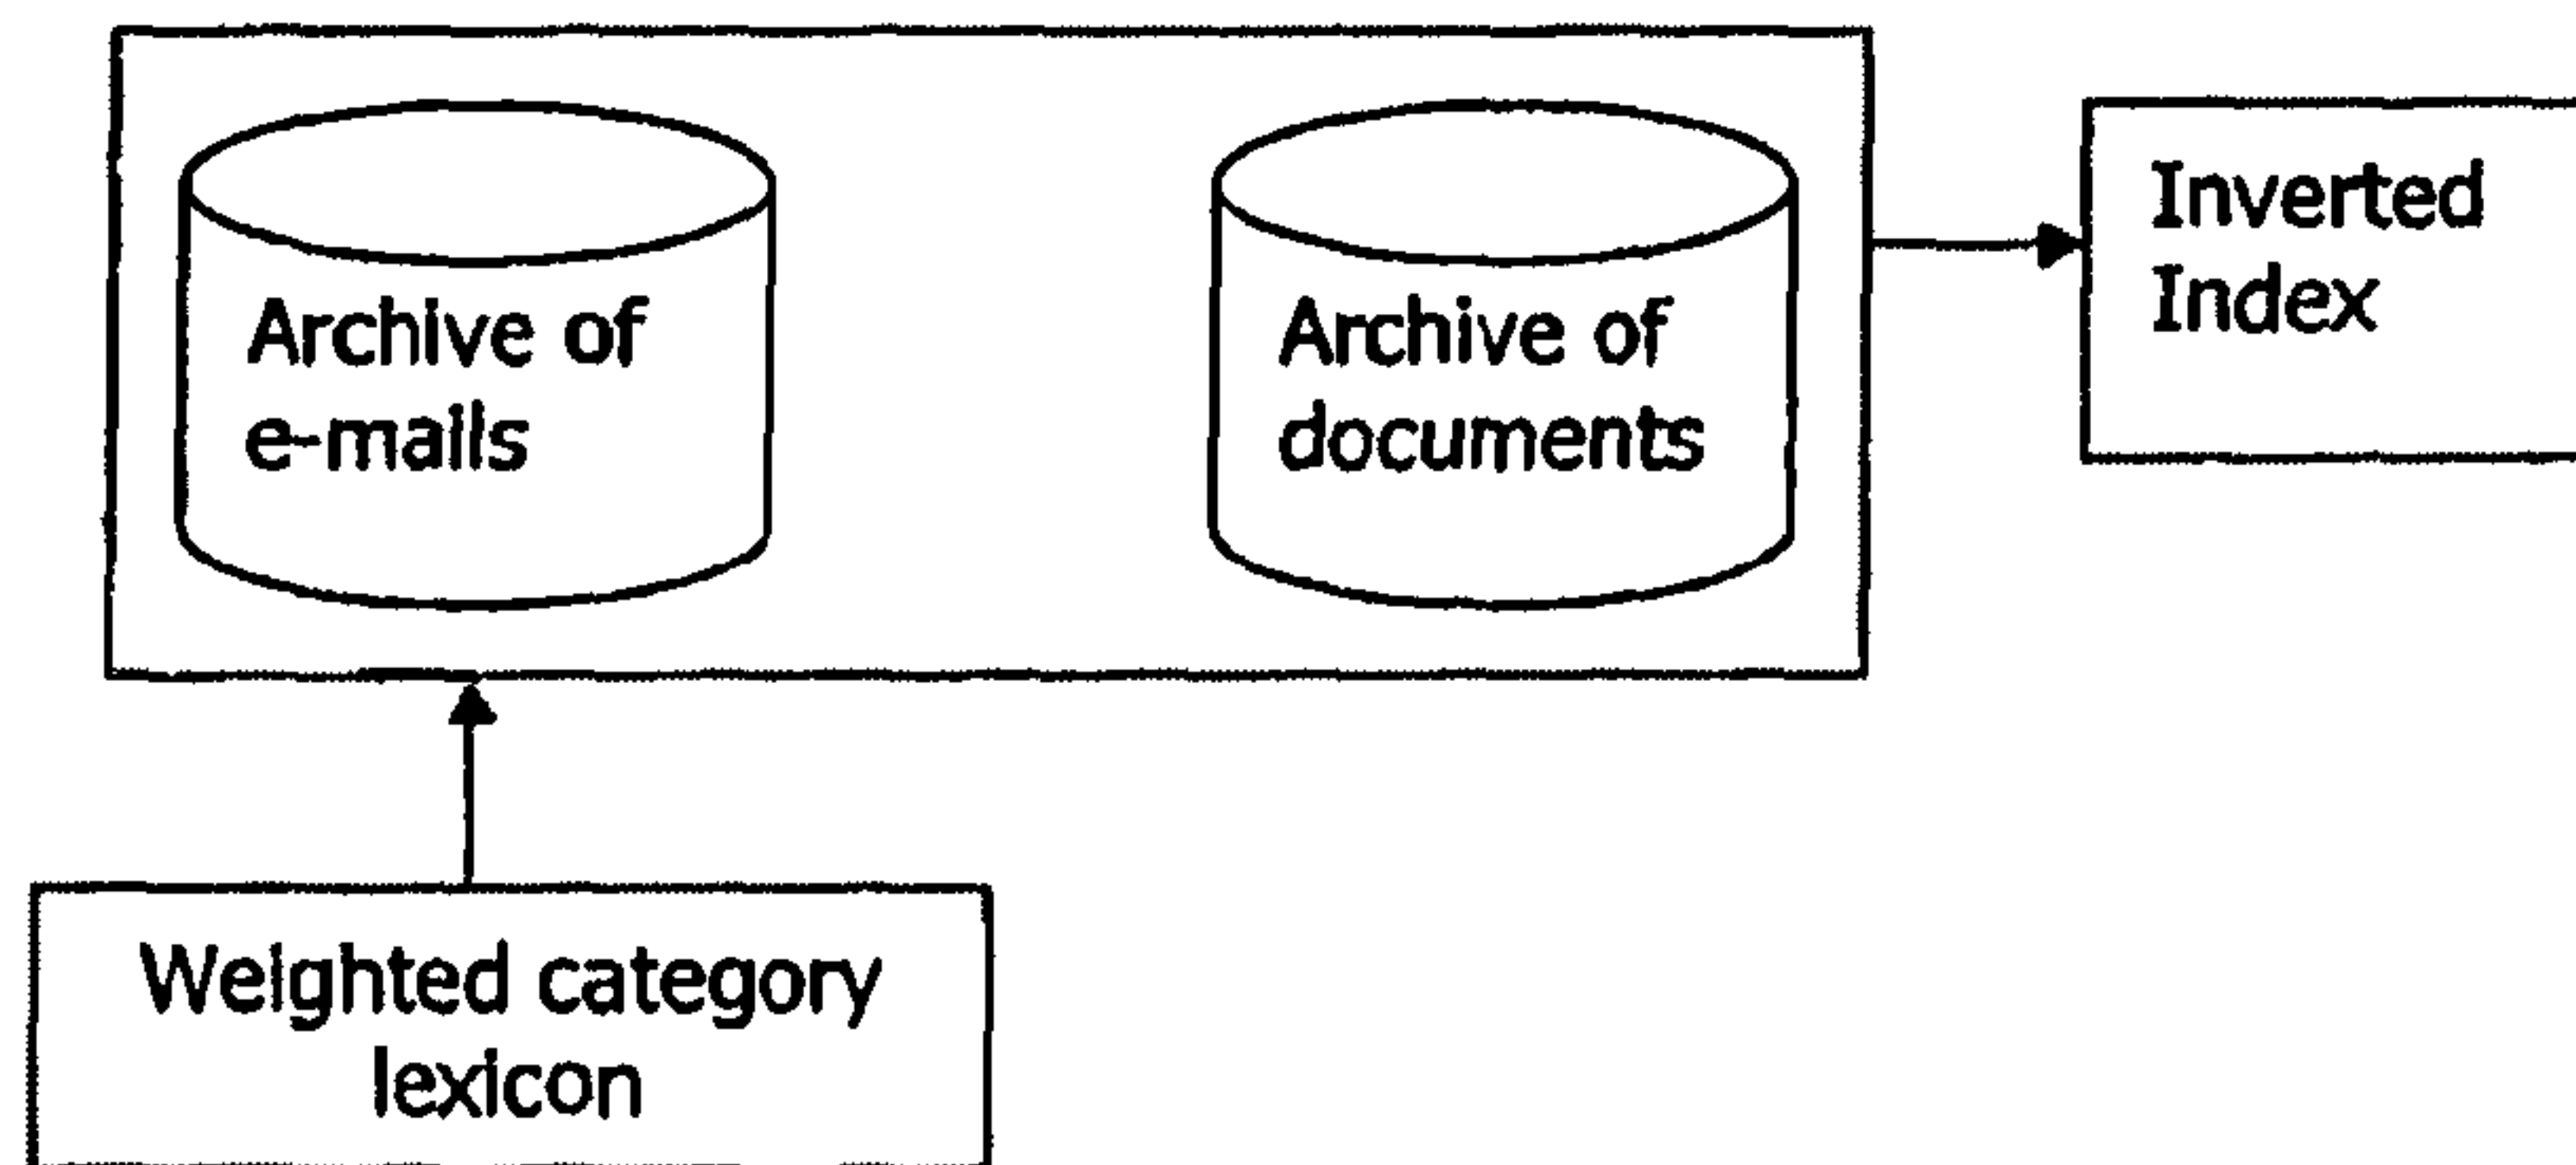 Archive of
e-mails
Archive of
documents
Inverted
Index
Weighted category
lexicon